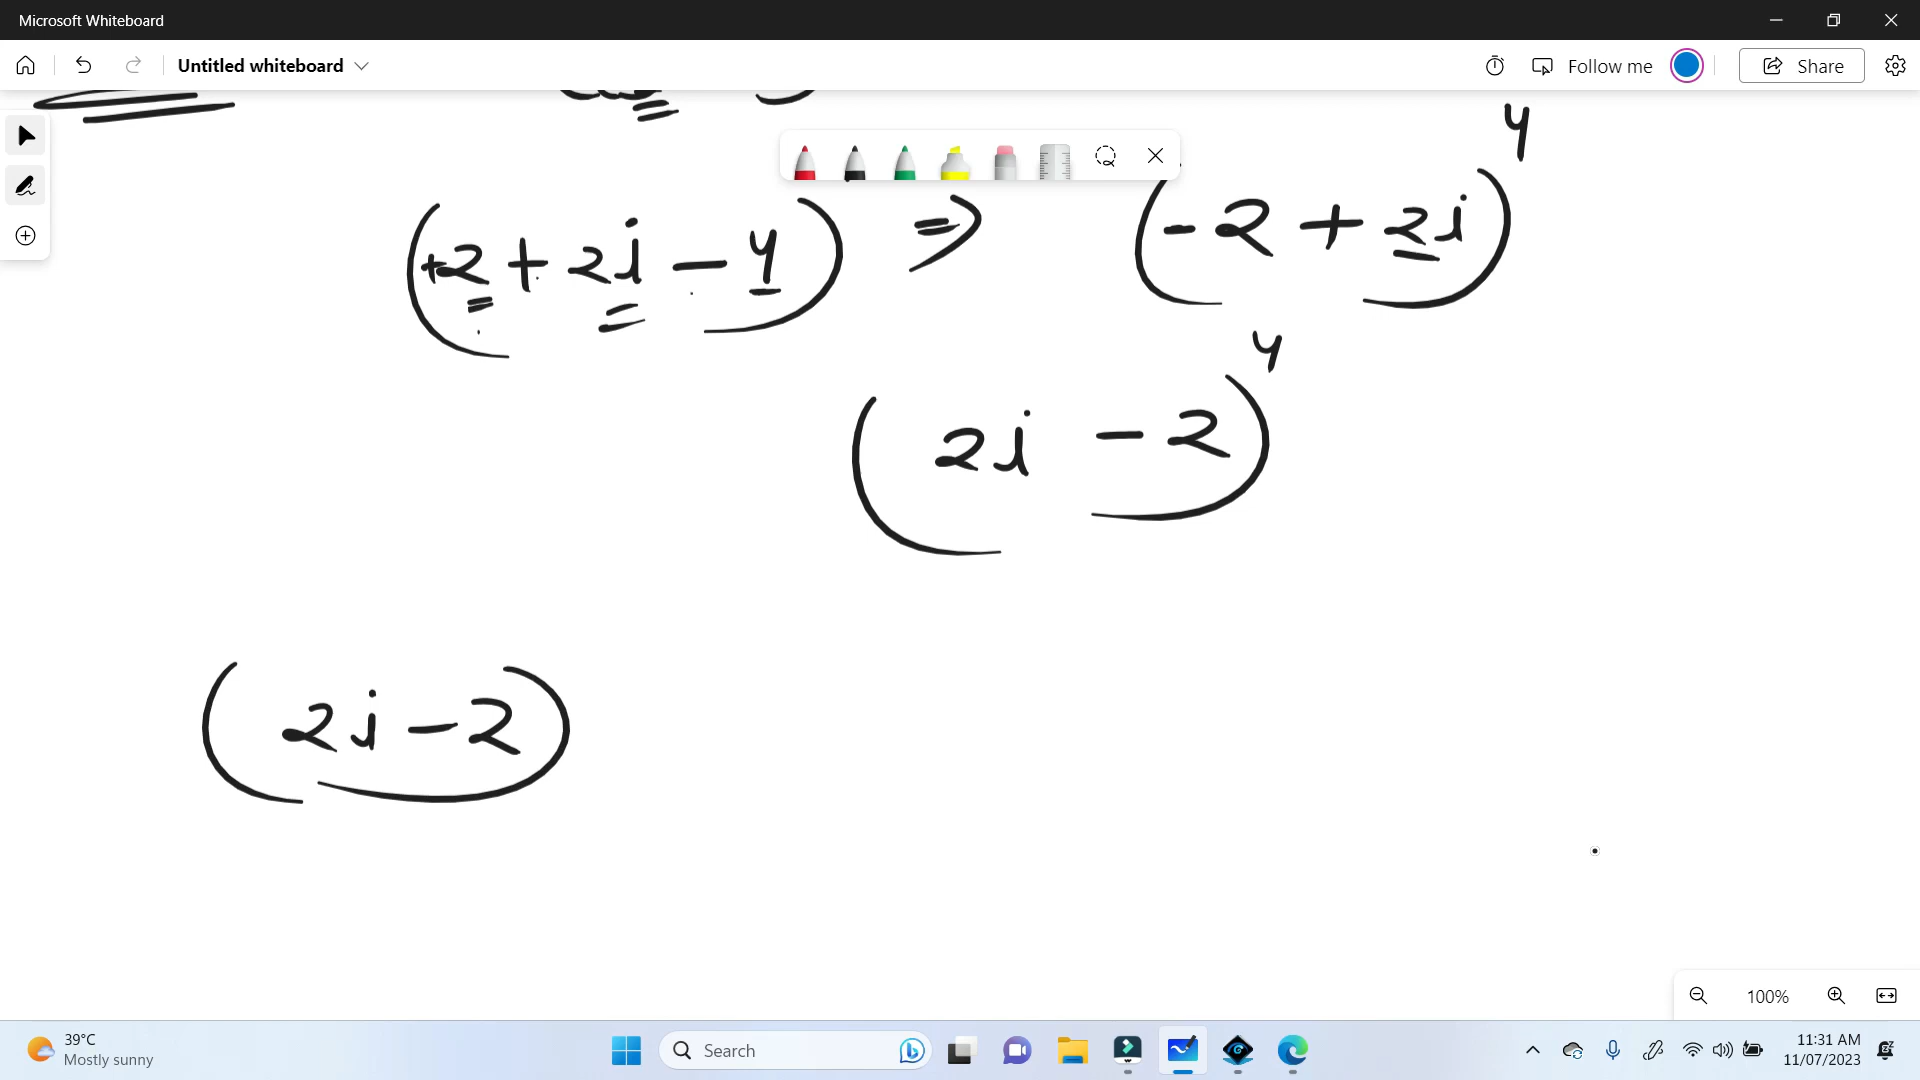 Microsoft Whiteboard
Untitled whiteboard
Follow me
Share
(+2 + 2i - 4) ⇒ (-2 + 2i)^4
(2i - 2)^4
(2i - 2)
100%
39°C
Mostly sunny
Search
11:31 AM
11/07/2023